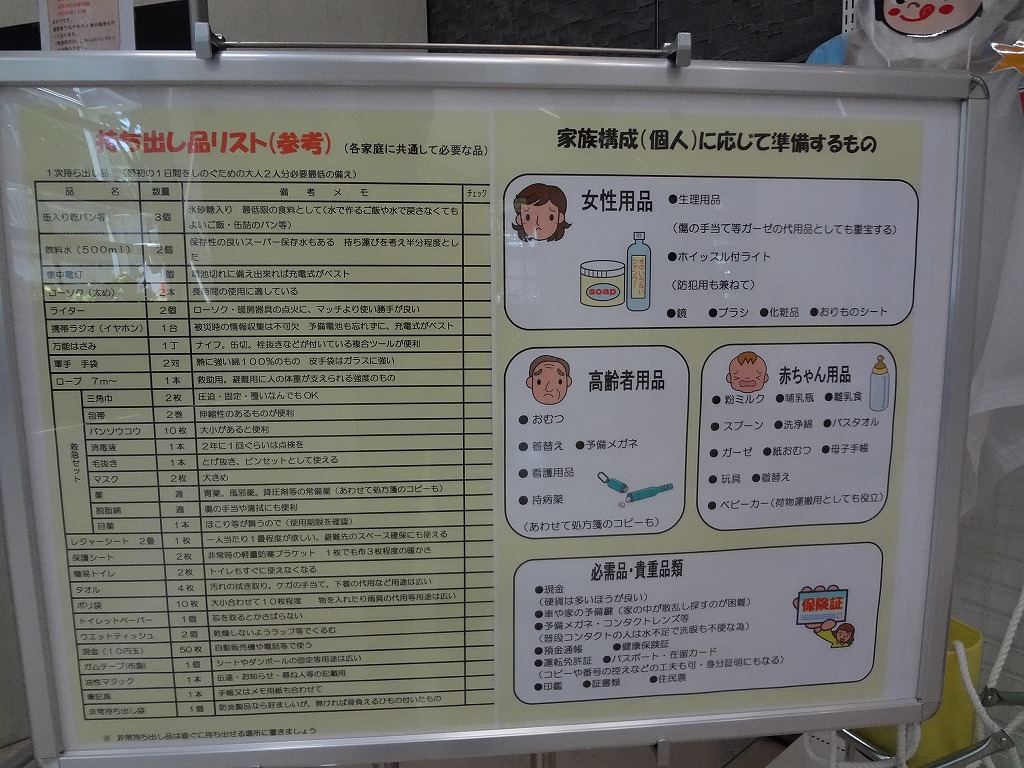 持ち出し品リスト(参考) (各家庭に共通して必要な品)
1次持ち出し品 (最初の1日間をしのぐための大人2人分必要最低の備え)
品 名 数量 備 考 メ モ チェック
缶入り乾パン等 3個 氷砂糖入り 最低限の食料として(水で作るご飯や水で戻さなくても
よいご飯・缶詰のパン等)
飲料水(500ml) 2個 保存性の良いスーパー保存水もある 持ち運びを考え半分程度とし
た
懐中電灯 個 電池切れに備え出来れば充電式がベスト
ローソク(太め) 2本 長時間の使用に適している
ライター 2個 ローソク・暖房器具の点火に、マッチより使い勝手が良い
携帯ラジオ(イヤホン) 1台 被災時の情報収集は不可欠 予備電池も忘れずに、充電式がベスト
万能はさみ 1丁 ナイフ、缶切、栓抜きなどが付いている複合ツールが便利
軍手 手袋 2対 熱に強い綿100%のもの 皮手袋はガラスに強い
ロープ 7m~ 1本 救助用。避難用に人の体重が支えられる強度のもの
救急セット
三角巾 2枚 圧迫・固定・覆いなんでもOK
包帯 2巻 伸縮性のあるものが便利
バンソウコウ 10枚 大小があると便利
消毒液 1本 2年に1回ぐらいは点検を
毛抜き 1本 とげ抜き、ピンセットとして使える
マスク 2枚 大きめ
薬 適 胃薬。風邪薬。降圧剤等の常備薬(あわせて処方箋のコピーも)
脱脂綿 適 傷の手当や清拭にも便利
目薬 1本 ほこり等が舞うので(使用期限を確認)
レジャーシート 2畳 1枚 一人当たり1畳程度が欲しい。避難先のスペース確保にも使える
保護シート 2枚 非常時の軽量防寒ブラケット 1枚でも布3枚程度の暖かさ
簡易トイレ 2枚 トイレもすぐに使えなくなる
タオル 4枚 汚れの拭き取り、ケガの手当て。下着の代用など用途は広い
ポリ袋 10枚 大小合わせて10枚程度 物を入れたり雨具の代用等用途は広い
トイレットペーパー 1個 芯を取るとかさばらない
ウエットティッシュ 2個 乾燥しないようラップ等でくるむ
現金(10円玉) 50枚 自動販売機や電話等で使う
ガムテープ(布製) 1個 シートやダンボールの固定等用途は広い
油性マジック 1本 伝達・お知らせ・尋ね人等の記載用
筆記具 1本 手帳又はメモ用紙も合わせて
非常持ち出し袋 1個 防炎製品なら好ましいが、無ければ背負えるひも付いたもの
※ 非常持ち出し品は直ぐに持ち出せる場所に置きましょう
家族構成(個人)に応じて準備するもの
女性用品
●生理用品
(傷の手当て等ガーゼの代用品としても重宝する)
●ホイッスル付ライト
(防犯用も兼ねて)
●鏡 ●ブラシ ●化粧品 ●おりものシート
soap
高齢者用品
●おむつ
●着替え ●予備メガネ
●看護用品
●持病薬
(あわせて処方箋のコピーも)
赤ちゃん用品
●粉ミルク ●哺乳瓶 ●離乳食
●スプーン ●洗浄綿 ●バスタオル
●ガーゼ ●紙おむつ ●母子手帳
●玩具 ●着替え
●ベビーカー(荷物運搬用としても役立)
必需品・貴重品類
●現金
(硬貨は多いほうが良い)
●車や家の予備鍵(家の中が散乱し探すのが困難)
●予備メガネ・コンタクトレンズ等
(普段コンタクトの人は水不足で洗眼も不便な為)
●預金通帳 ●健康保険証
●運転免許証 ●パスポート・在留カード
(コピーや番号の控えなどの工夫も可・身分証明にもなる)
●印鑑 ●証書類 ●住民票
保険証